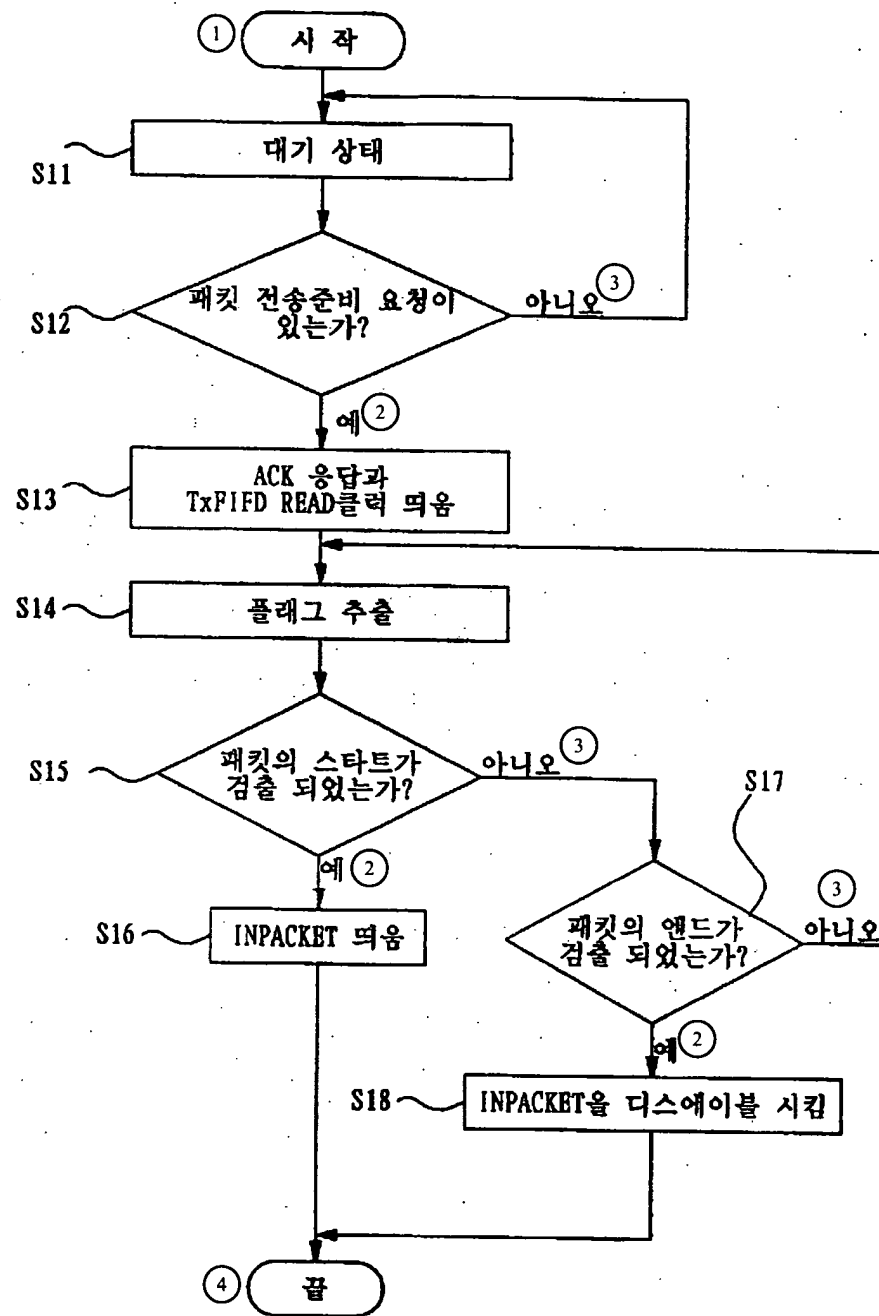 ① 시 작
S11 대기 상태
S12 패킷 전송준비 요청이
있는가?
아니오 ③
예 ②
S13 ACK 응답과
TxFIFD READ클럭 띄움
S14 플래그 추출
S15 패킷의 스타트가
검출 되었는가?
아니오 ③
예 ②
S16 INPACKET 띄움
S17 패킷의 앤드가
검출 되었는가?
③
아니오
예 ②
S18 INPACKET을 디스에이블 시킴
④ 끝